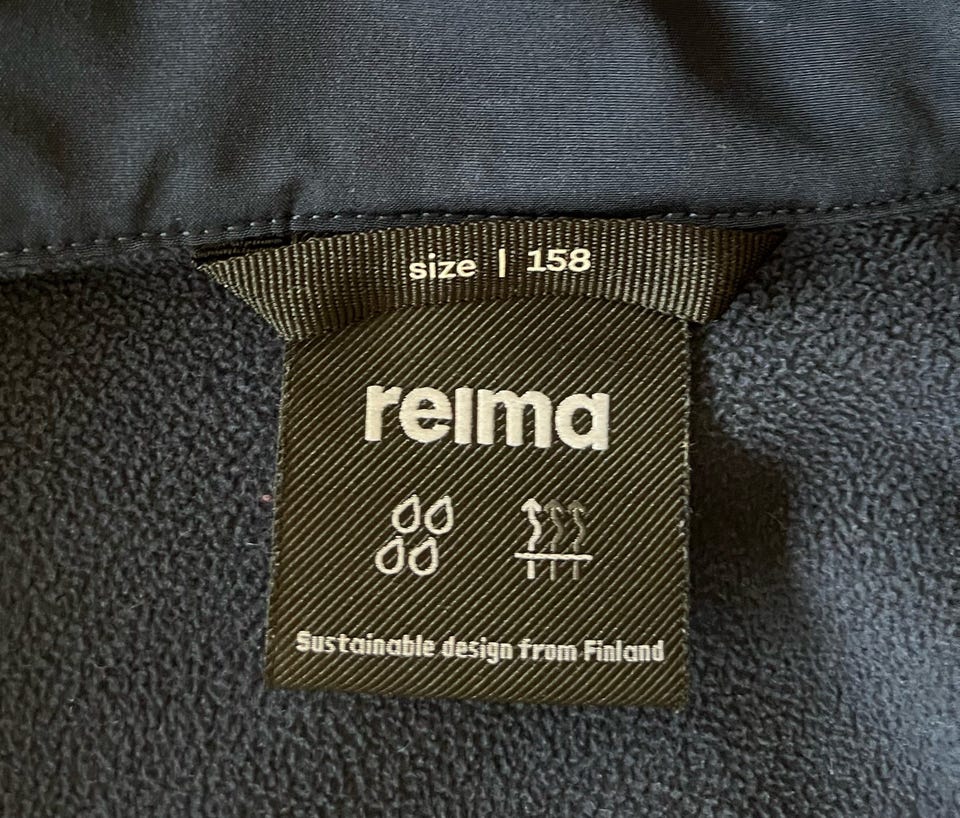 size | 158
reima
Sustainable design from Finland